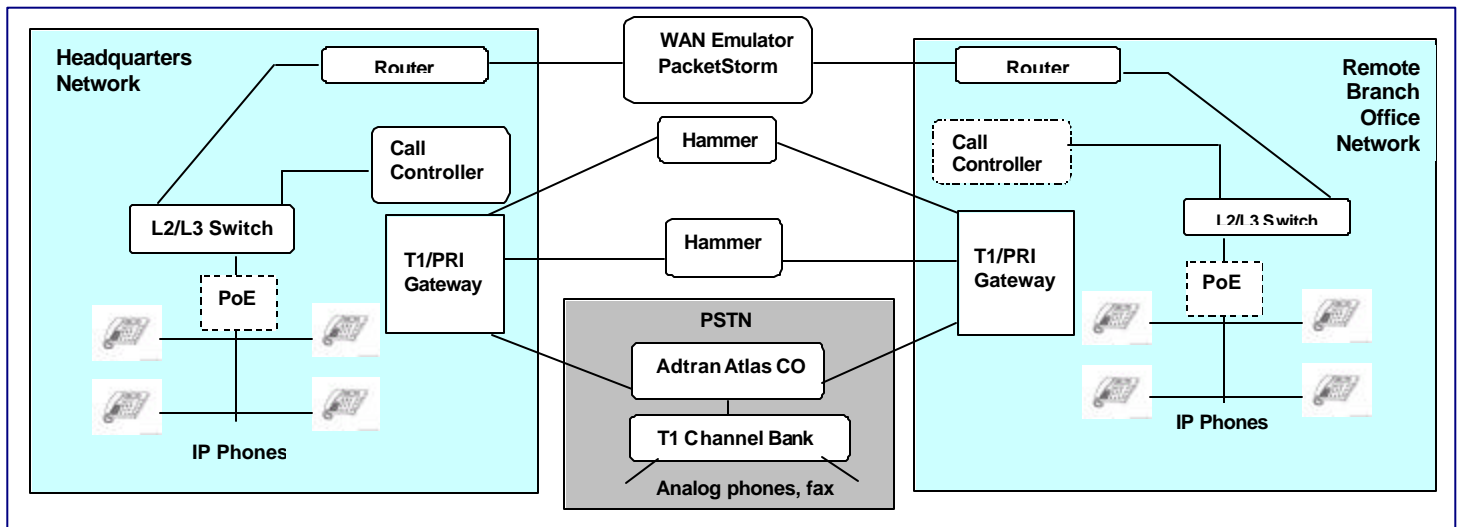 Headquarters
Network
Router
WAN Emulator
PacketStorm
Router
Remote
Branch
Office
Network
Call
Controller
Hammer
Call
Controller
L2/L3 Switch
T1/PRI
Gateway
Hammer
T1/PRI
Gateway
L2/L3 Switch
PoE
PoE
PSTN
Adtran Atlas CO
T1 Channel Bank
Analog phones, fax
IP Phones
IP Phones